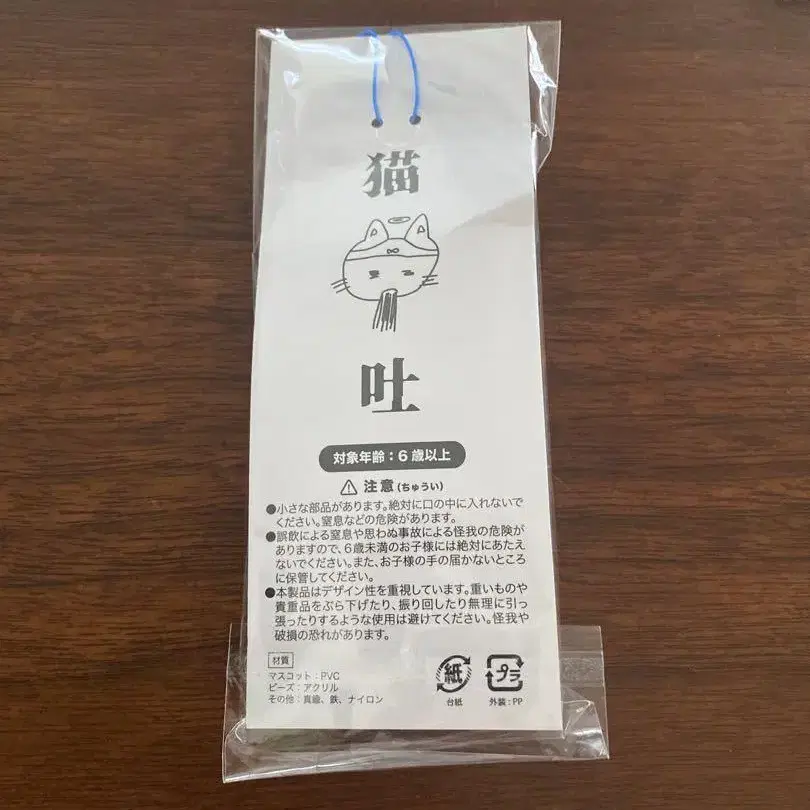 猫
吐
対象年齢：6歳以上
注意(ちゅうい)
●小さな部品があります。絶対に口の中に入れないで
ください。窒息などの危険があります。
●誤飲による窒息や思わぬ事故による怪我の危険が
ありますので、6歳未満のお子様には絶対にあたえ
ないでください。また、お子様の手の届かないところ
に保管してください。
●本製品はデザイン性を重視しています。重いものや
貴重品をぶら下げたり、振り回したり無理に引っ
張ったりするような使用は避けてください。怪我や
破損の恐れがあります。
材質
マスコット：PVC
ビーズ：アクリル
その他：真鍮、鉄、ナイロン
紙
台紙
プラ
外装：PP